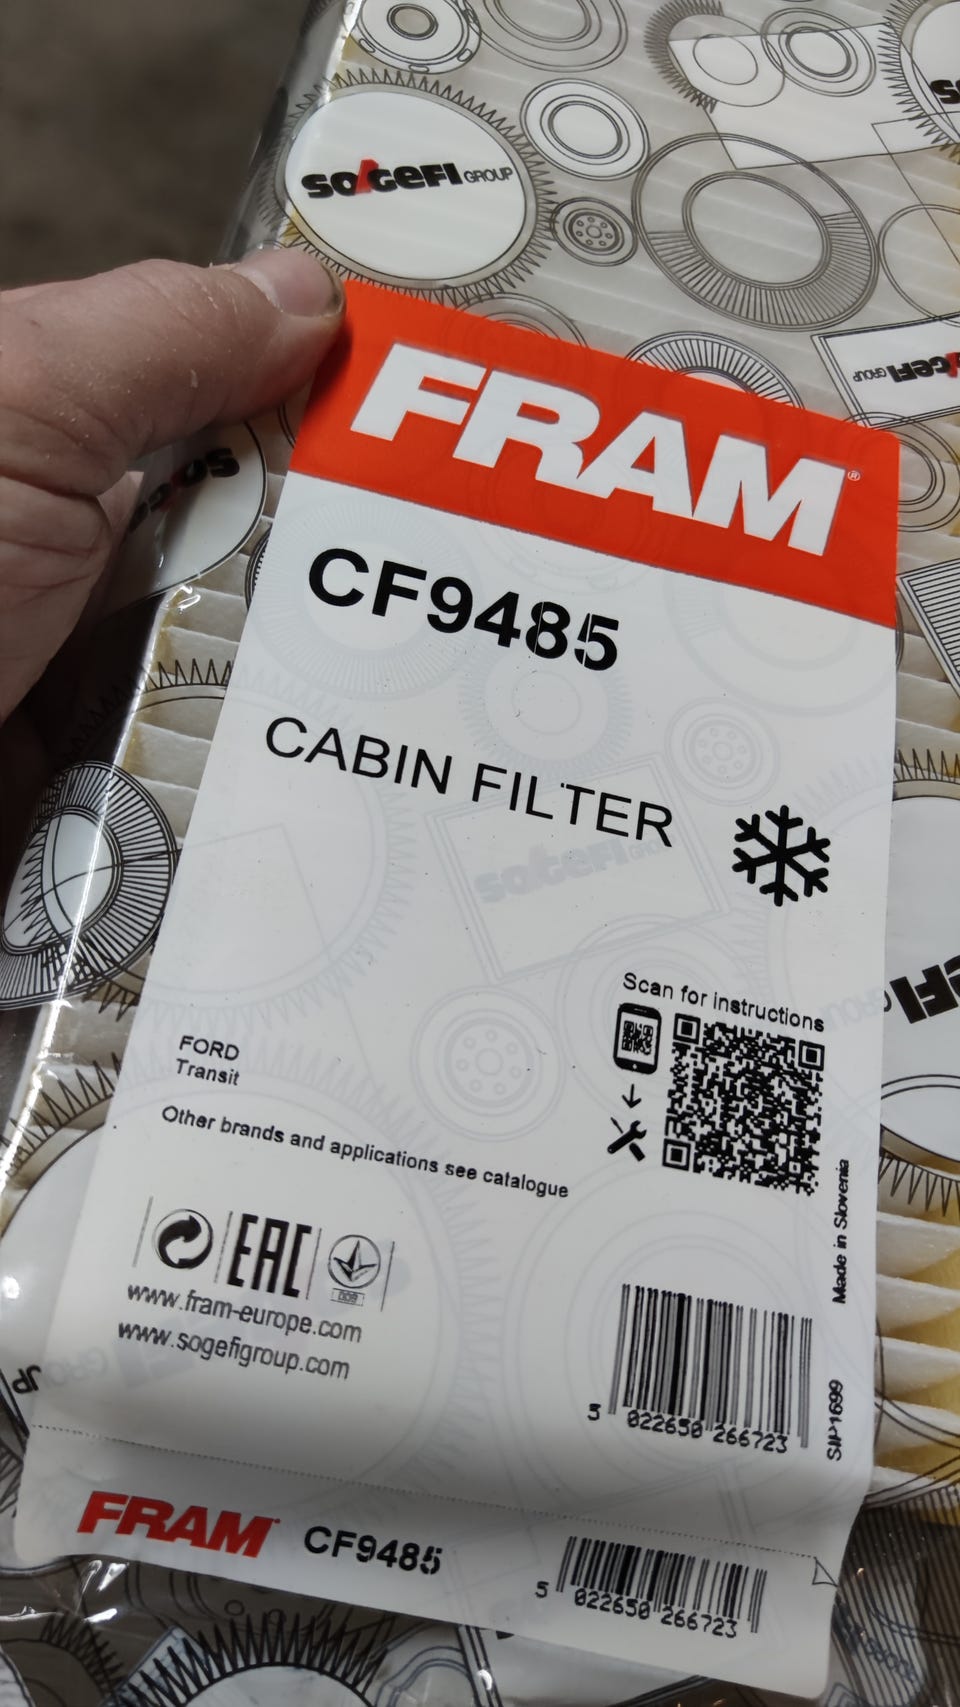 SOGEFI GROUP
FRAM®
CF9485
CABIN FILTER
Scan for instructions
FORD
Transit
Other brands and applications see catalogue
EAC
www.fram-europe.com
www.sogefigroup.com
Made in Slovenia
SIP1699
5 022650 266723
FRAM CF9485
5 022650 266723